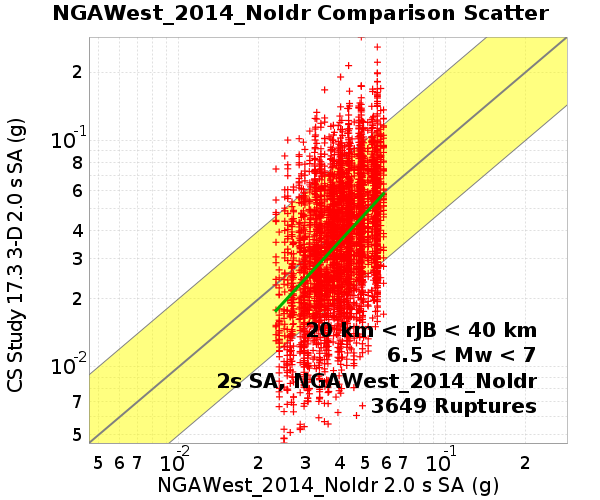 NGAWest_2014_NoIdr Comparison Scatter
CS Study 17.3 3-D 2.0 s SA (g)
2
10-1
8
6
4
3
2
10-2
7
5
20 km < rJB < 40 km
6.5 < Mw < 7
2s SA, NGAWest_2014_NoIdr
3649 Ruptures
5 6 7 10-2 2 3 4 5 6 7 10-1 2
NGAWest_2014_NoIdr 2.0 s SA (g)